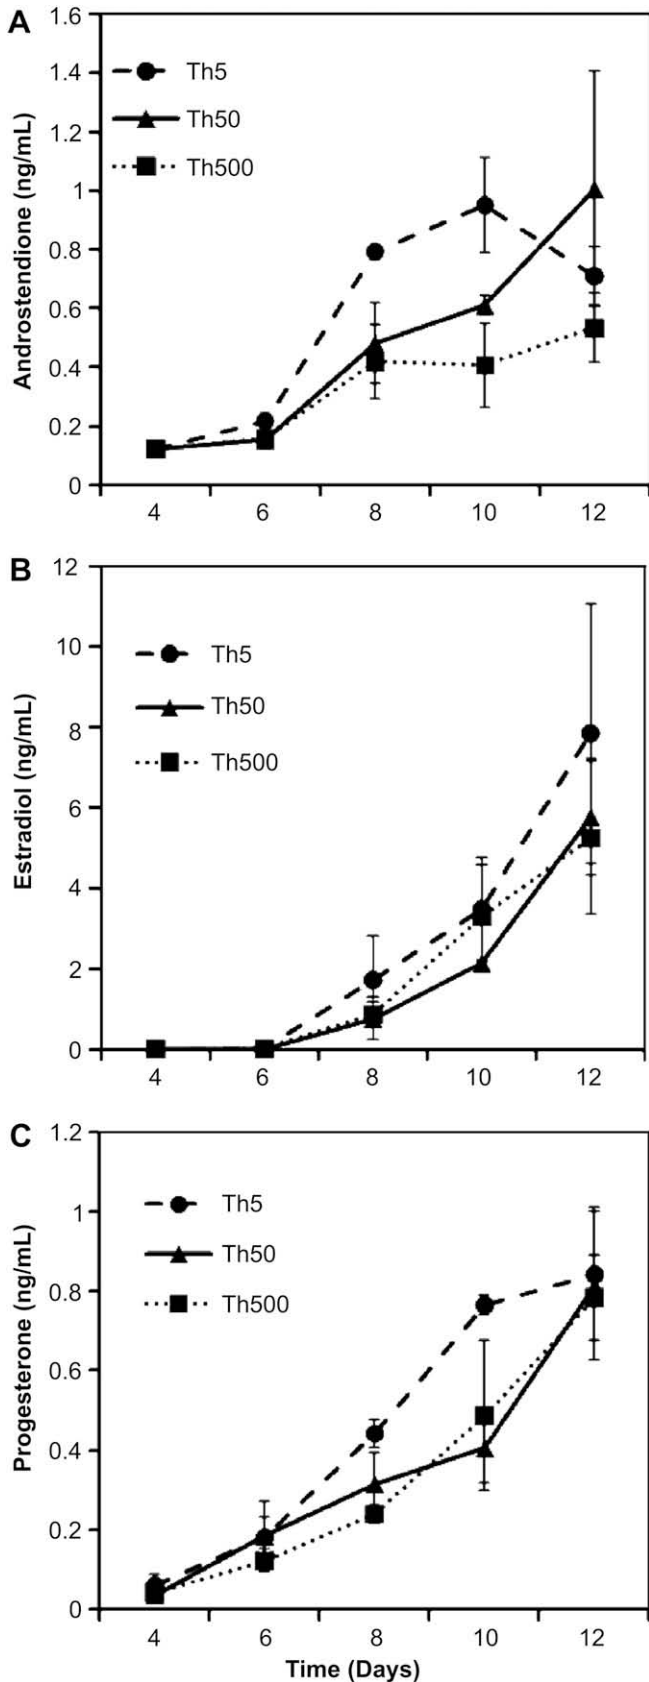 A
1.6
1.4
1.2
1
0.8
0.6
0.4
0.2
0
Androstendione (ng/mL)
Th5
Th50
Th500
4 6 8 10 12
B
12
10
8
6
4
2
0
Estradiol (ng/mL)
Th5
Th50
Th500
4 6 8 10 12
C
1.2
1
0.8
0.6
0.4
0.2
0
Progesterone (ng/mL)
Th5
Th50
Th500
4 6 8 10 12
Time (Days)